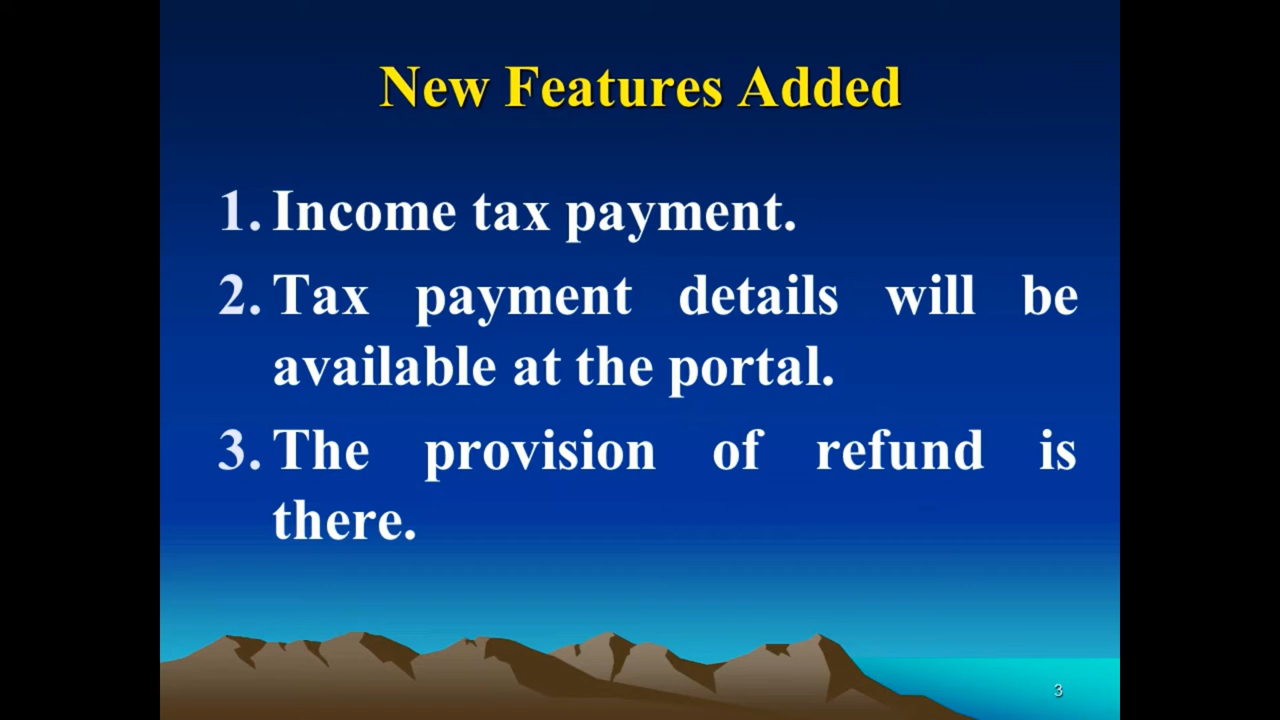 New Features Added
1. Income tax payment.
2. Tax payment details will be
available at the portal.
3. The provision of refund is
there.
3